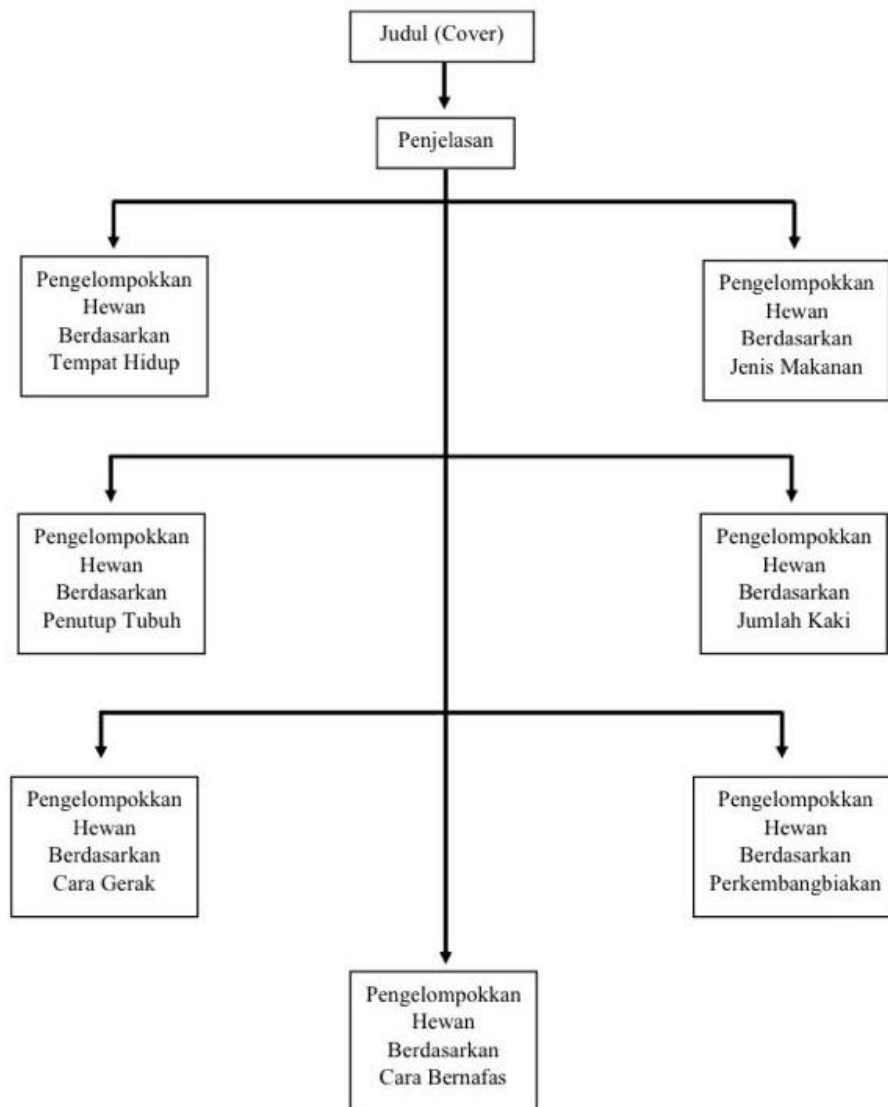 Judul (Cover)
Penjelasan
Pengelompokkan
Hewan
Berdasarkan
Tempat Hidup
Pengelompokkan
Hewan
Berdasarkan
Jenis Makanan
Pengelompokkan
Hewan
Berdasarkan
Penutup Tubuh
Pengelompokkan
Hewan
Berdasarkan
Jumlah Kaki
Pengelompokkan
Hewan
Berdasarkan
Cara Gerak
Pengelompokkan
Hewan
Berdasarkan
Perkembangbiakan
Pengelompokkan
Hewan
Berdasarkan
Cara Bernafas